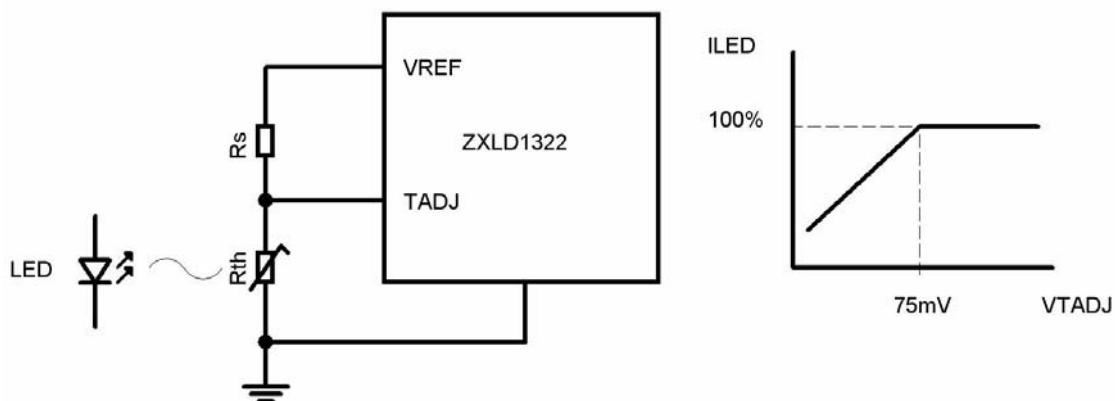 VREF
Rs
ZXLD1322
TADJ
LED
Rth
ILED
100%
75mV
VTADJ